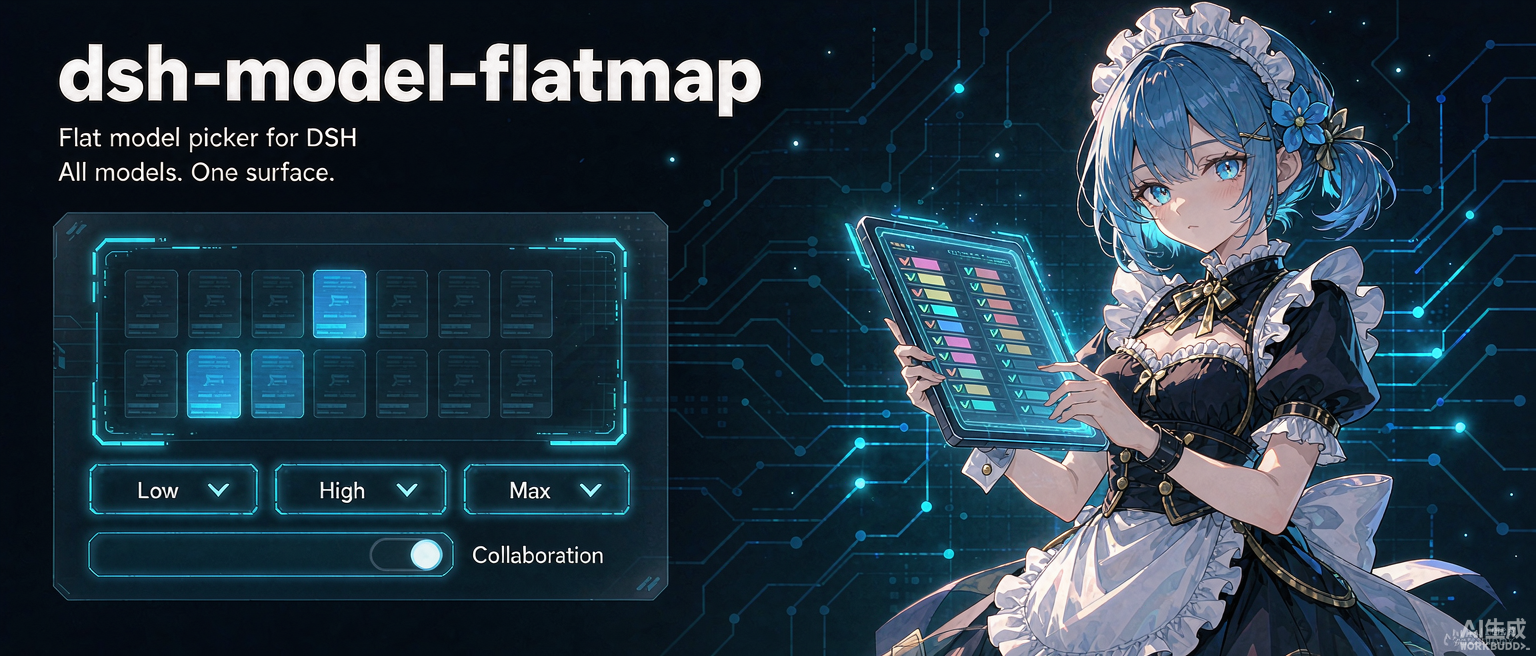 dsh-model-flatmap
Flat model picker for DSH
All models. One surface.
Low
High
Max
Collaboration
AI生成
WORKBUDD